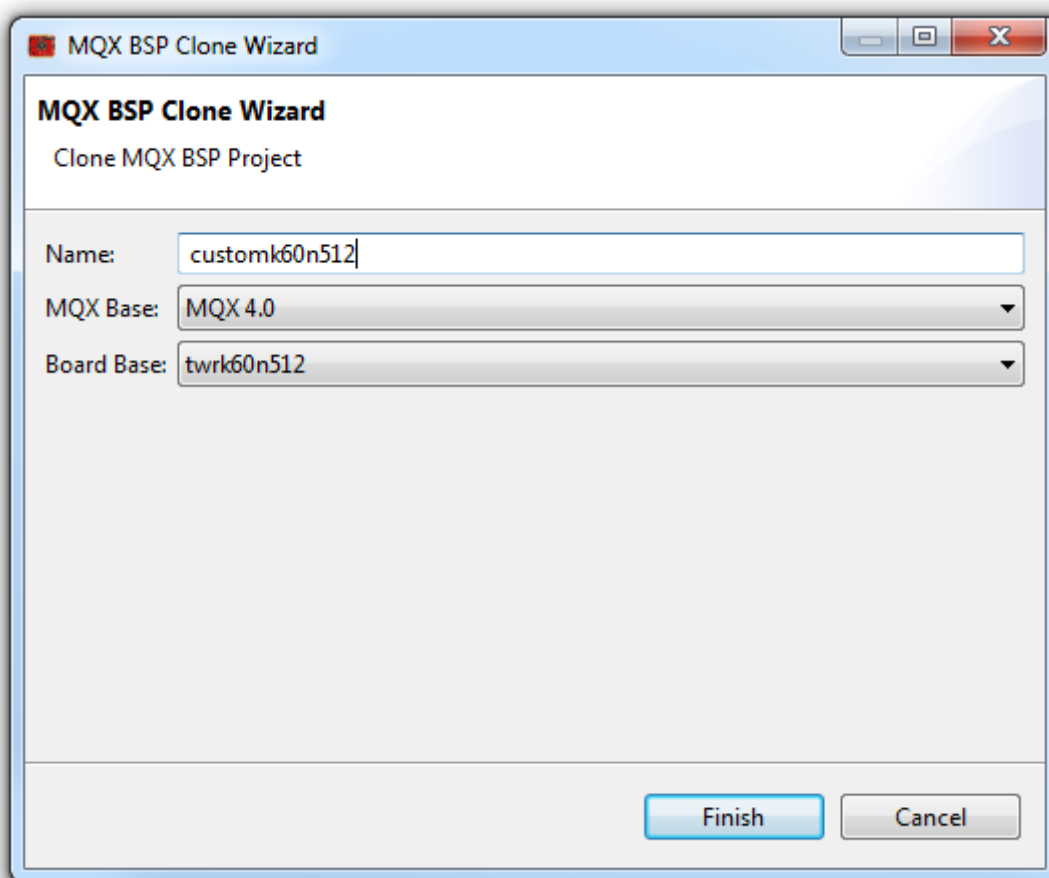 MQX BSP Clone Wizard
MQX BSP Clone Wizard
Clone MQX BSP Project
Name: customk60n512
MQX Base: MQX 4.0
Board Base: twrk60n512
Finish Cancel